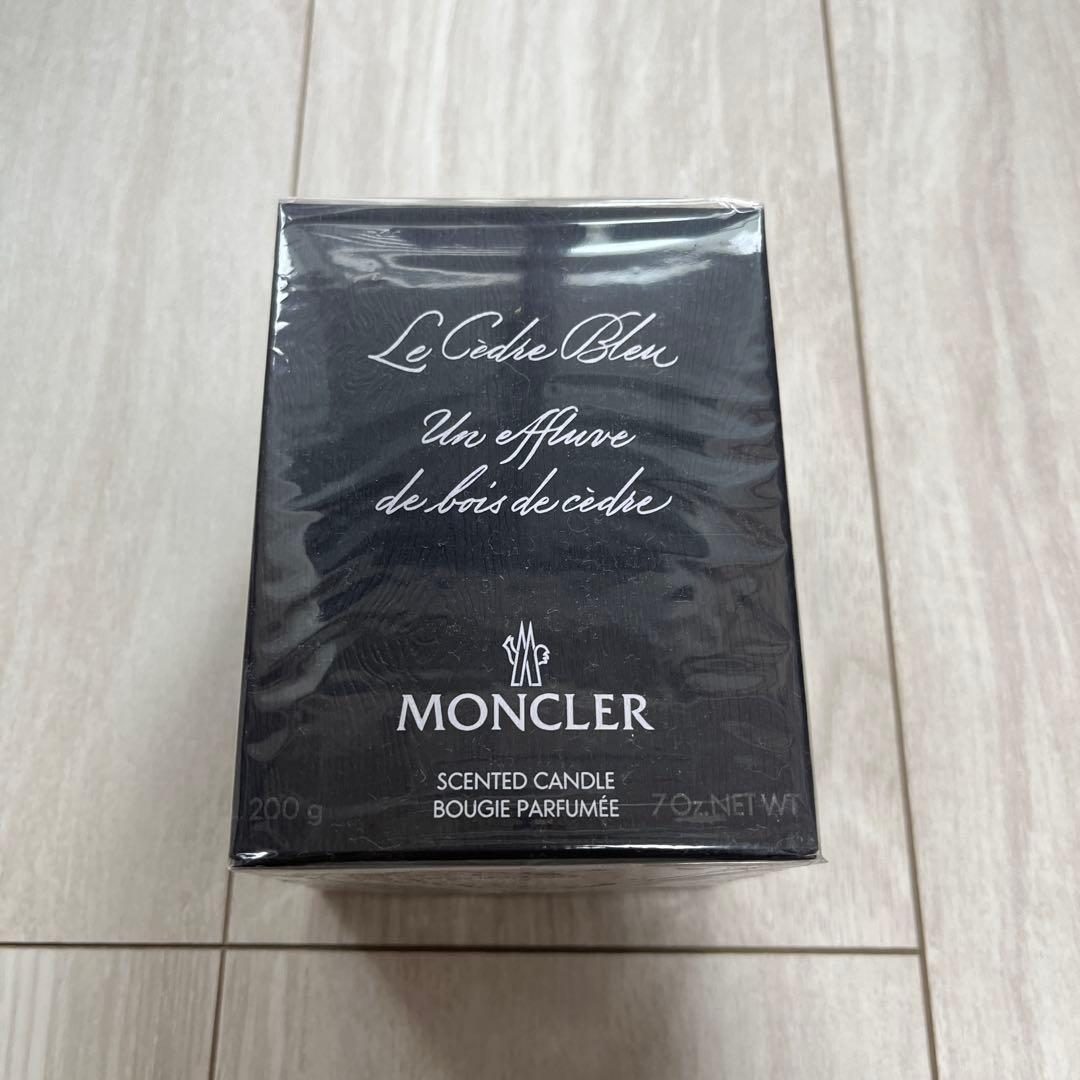 Le Cèdre Bleu
Un effluve
de bois de cèdre
MONCLER
SCENTED CANDLE
BOUGIE PARFUMÉE
200 g
7 Oz. NET WT